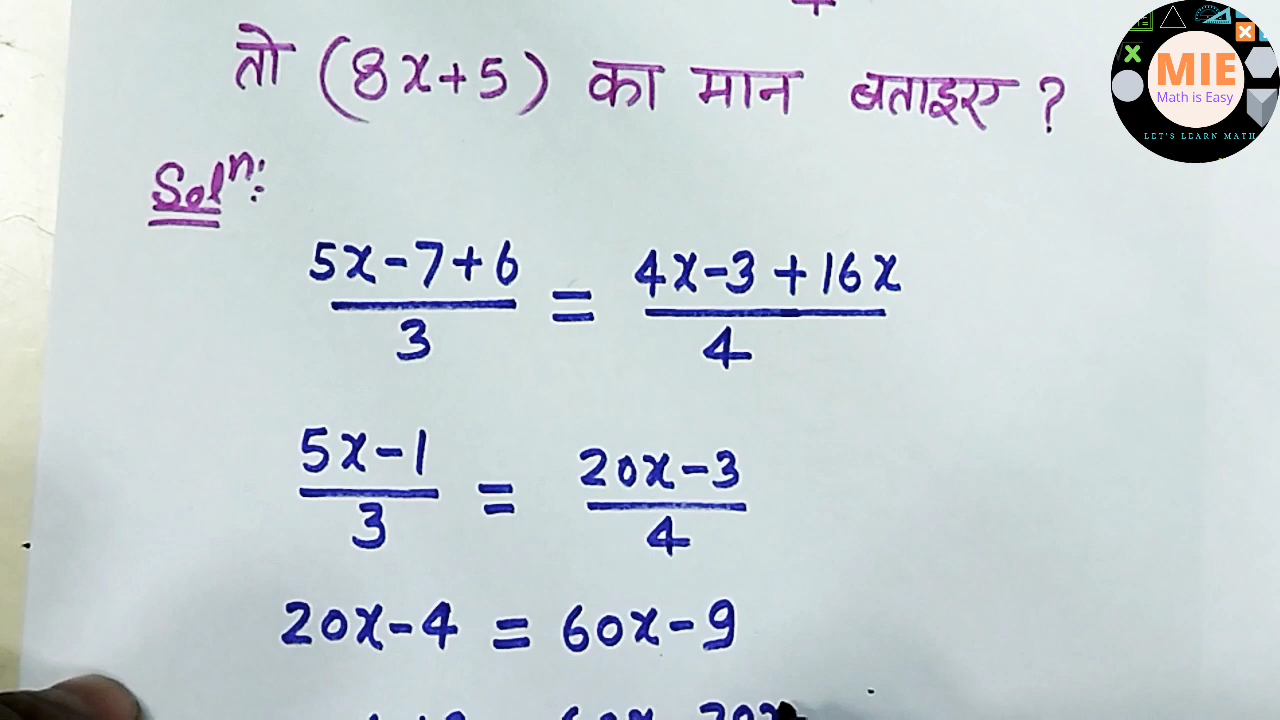 तो (8x+5) का मान बताइए ?
MIE
Math is Easy
LET'S LEARN MATH
Solⁿ:
5x-7+6/3 = 4x-3+16x/4
5x-1/3 = 20x-3/4
20x-4 = 60x-9